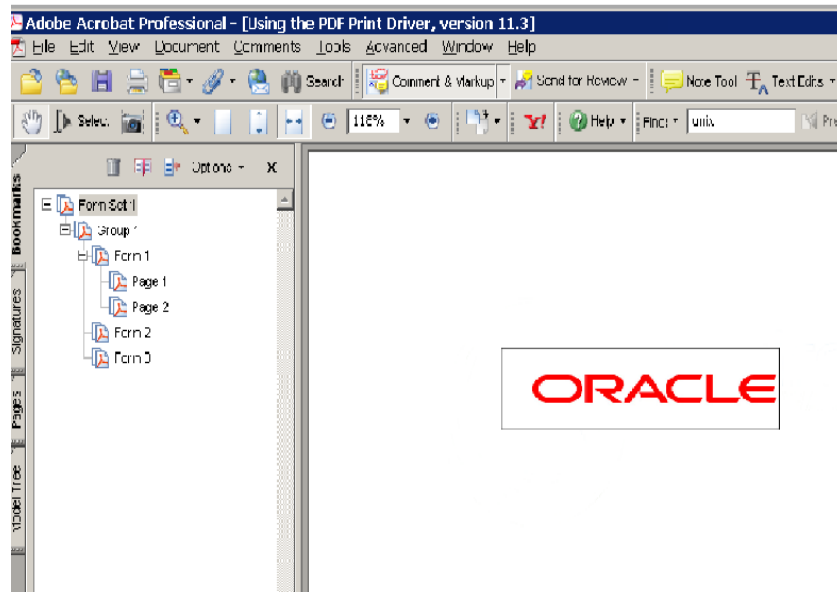 Adobe Acrobat Professional - [Using the PDF Print Driver, version 11.3]
File Edit View Document Comments Tools Advanced Window Help
Search Comment & Markup Send for Review Note Tool Text Edits
Select 118% Y! Help Find: unix Pre
Options X
Bookmarks
Signatures
Pages
Model Tree
Form Set 1
Group 1
Form 1
Page 1
Page 2
Form 2
Form 3
ORACLE